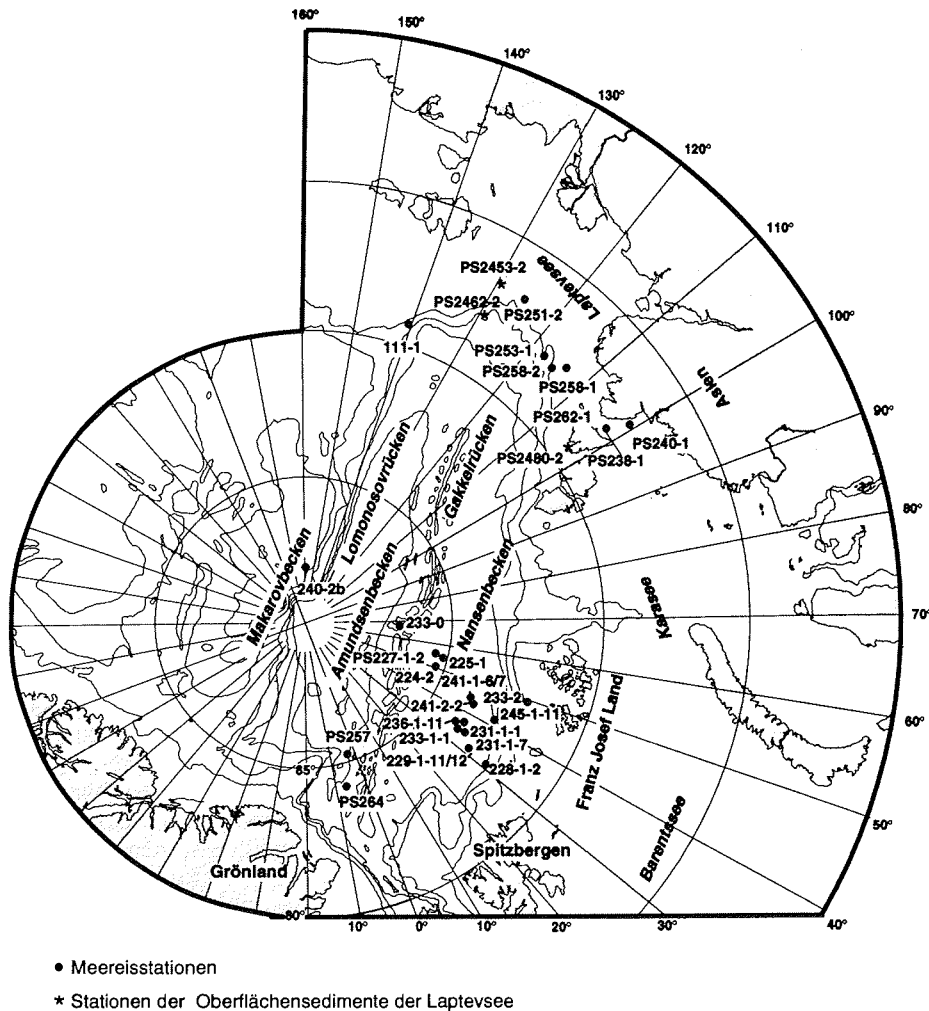 160°
150°
140°
130°
120°
110°
100°
90°
80°
70°
60°
50°
40°
30°
20°
10°
0°
10°
80°
85°
PS2453-2
Laptevsee
PS2462-2
PS251-2
111-1
PS253-1
PS258-2
PS258-1
Asien
PS262-1
PS240-1
PS2480-2
PS238-1
Gakkelrücken
Lomonosovrücken
Makarovbecken
240-2b
Amundsenbecken
Nansenbecken
Karasee
233-0
PS227-1-2
225-1
224-2
241-1-6/7
241-2-2
233-2
245-1-11
236-1-11
231-1-1
233-1-1
231-1-7
229-1-11/12
228-1-2
PS257
PS264
Franz Josef Land
Barentssee
Spitzbergen
Grönland
● Meereisstationen
* Stationen der Oberflächensedimente der Laptevsee